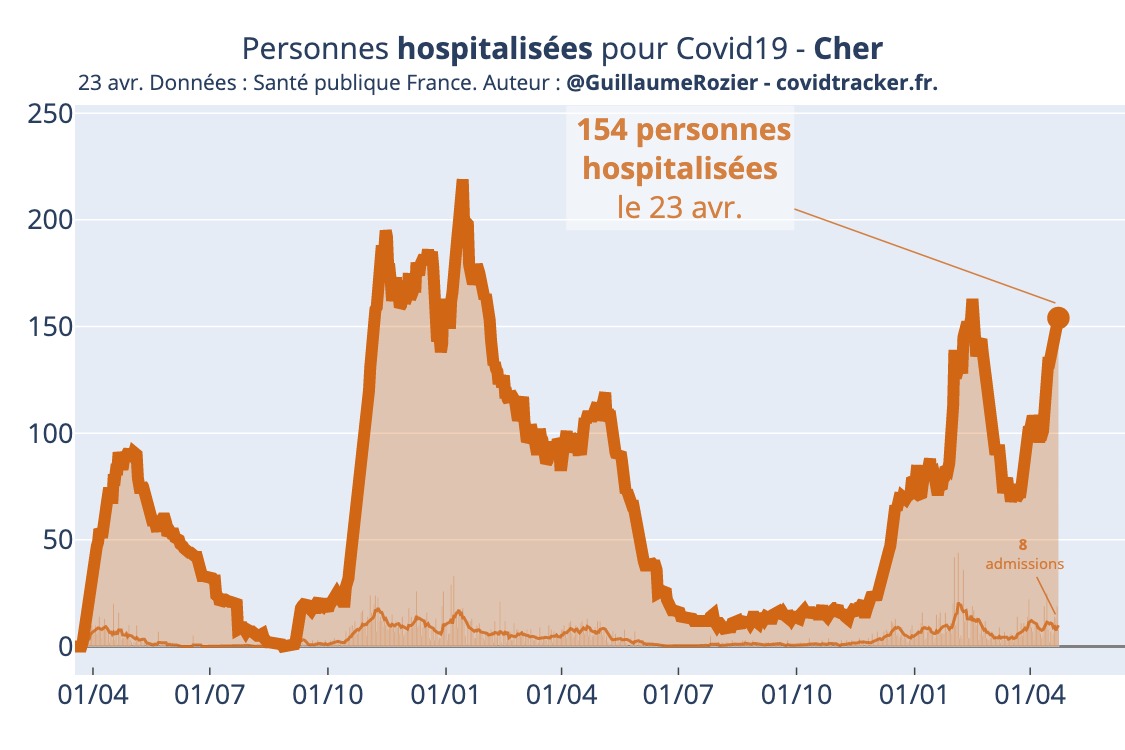 Personnes hospitalisées pour Covid19 - Cher
23 avr. Données : Santé publique France. Auteur : @GuillaumeRozier - covidtracker.fr.
250
154 personnes
hospitalisées
le 23 avr.
200
150
100
50
8
admissions
0
01/04 01/07 01/10 01/01 01/04 01/07 01/10 01/01 01/04